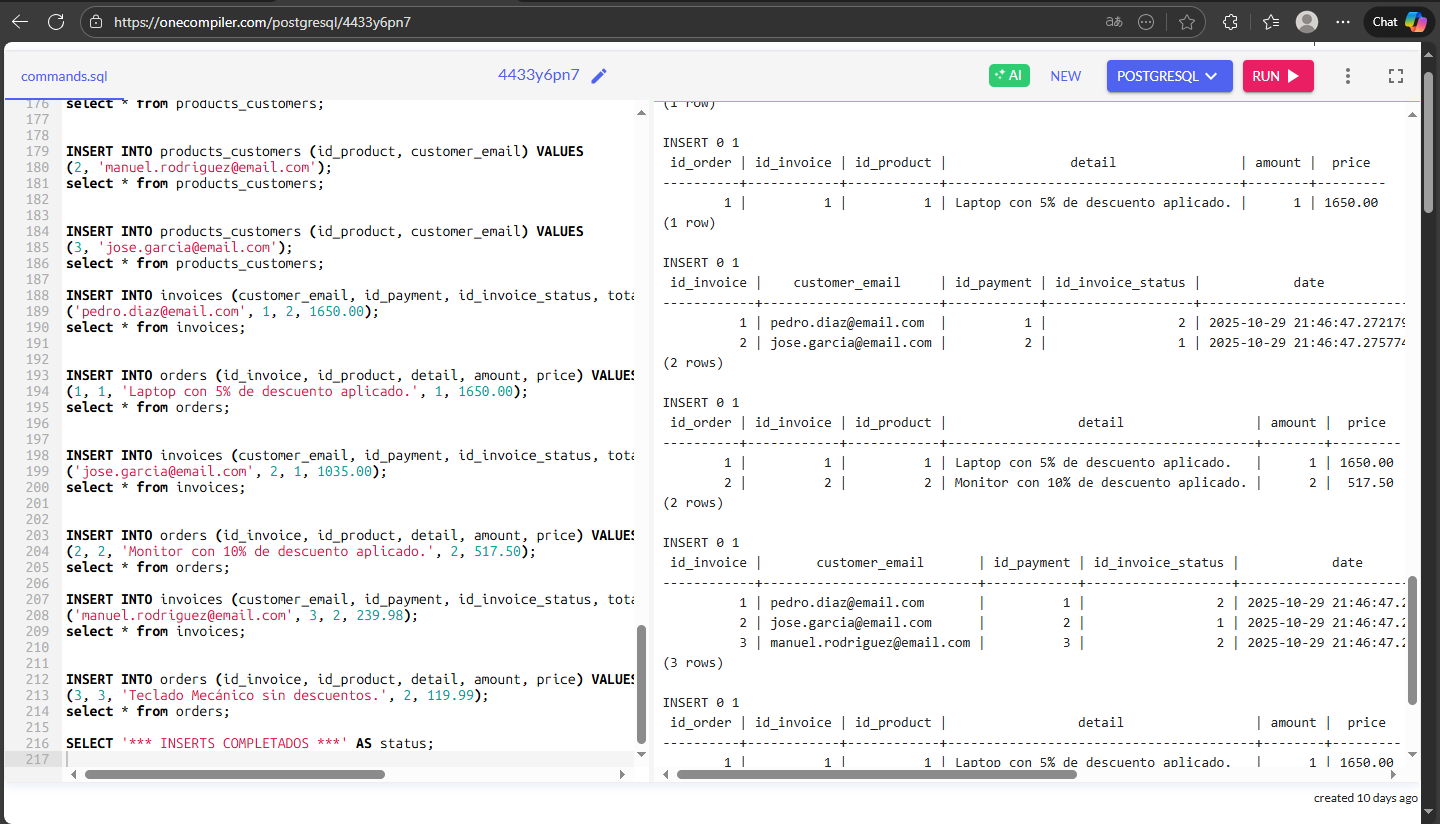 https://onecompiler.com/postgresql/4433y6pn7
Chat
commands.sql
4433y6pn7
AI
NEW
POSTGRESQL
RUN
176 select * from products_customers;
177
178
179 INSERT INTO products_customers (id_product, customer_email) VALUES
180 (2, 'manuel.rodriguez@email.com');
181 select * from products_customers;
182
183
184 INSERT INTO products_customers (id_product, customer_email) VALUES
185 (3, 'jose.garcia@email.com');
186 select * from products_customers;
187
188 INSERT INTO invoices (customer_email, id_payment, id_invoice_status, tota
189 ('pedro.diaz@email.com', 1, 2, 1650.00);
190 select * from invoices;
191
192
193 INSERT INTO orders (id_invoice, id_product, detail, amount, price) VALUES
194 (1, 1, 'Laptop con 5% de descuento aplicado.', 1, 1650.00);
195 select * from orders;
196
197
198 INSERT INTO invoices (customer_email, id_payment, id_invoice_status, tota
199 ('jose.garcia@email.com', 2, 1, 1035.00);
200 select * from invoices;
201
202
203 INSERT INTO orders (id_invoice, id_product, detail, amount, price) VALUES
204 (2, 2, 'Monitor con 10% de descuento aplicado.', 2, 517.50);
205 select * from orders;
206
207 INSERT INTO invoices (customer_email, id_payment, id_invoice_status, tota
208 ('manuel.rodriguez@email.com', 3, 2, 239.98);
209 select * from invoices;
210
211
212 INSERT INTO orders (id_invoice, id_product, detail, amount, price) VALUES
213 (3, 3, 'Teclado Mecánico sin descuentos.', 2, 119.99);
214 select * from orders;
215
216 SELECT '*** INSERTS COMPLETADOS ***' AS status;
217
(1 row)
INSERT 0 1
id_order | id_invoice | id_product | detail | amount | price
----------+------------+------------+--------------------------------------+--------+---------
1 | 1 | 1 | Laptop con 5% de descuento aplicado. | 1 | 1650.00
(1 row)
INSERT 0 1
id_invoice | customer_email | id_payment | id_invoice_status | date
------------+----------------------+------------+-------------------+---------------------------
1 | pedro.diaz@email.com | 1 | 2 | 2025-10-29 21:46:47.272179
2 | jose.garcia@email.com | 2 | 1 | 2025-10-29 21:46:47.275774
(2 rows)
INSERT 0 1
id_order | id_invoice | id_product | detail | amount | price
----------+------------+------------+----------------------------------------+--------+---------
1 | 1 | 1 | Laptop con 5% de descuento aplicado. | 1 | 1650.00
2 | 2 | 2 | Monitor con 10% de descuento aplicado. | 2 | 517.50
(2 rows)
INSERT 0 1
id_invoice | customer_email | id_payment | id_invoice_status | date
------------+----------------------------+------------+-------------------+----------------------
1 | pedro.diaz@email.com | 1 | 2 | 2025-10-29 21:46:47.2
2 | jose.garcia@email.com | 2 | 1 | 2025-10-29 21:46:47.2
3 | manuel.rodriguez@email.com | 3 | 2 | 2025-10-29 21:46:47.2
(3 rows)
INSERT 0 1
id_order | id_invoice | id_product | detail | amount | price
----------+------------+------------+----------------------------------------+--------+---------
1 | 1 | 1 | Laptop con 5% de descuento aplicado. | 1 | 1650.00
created 10 days ago